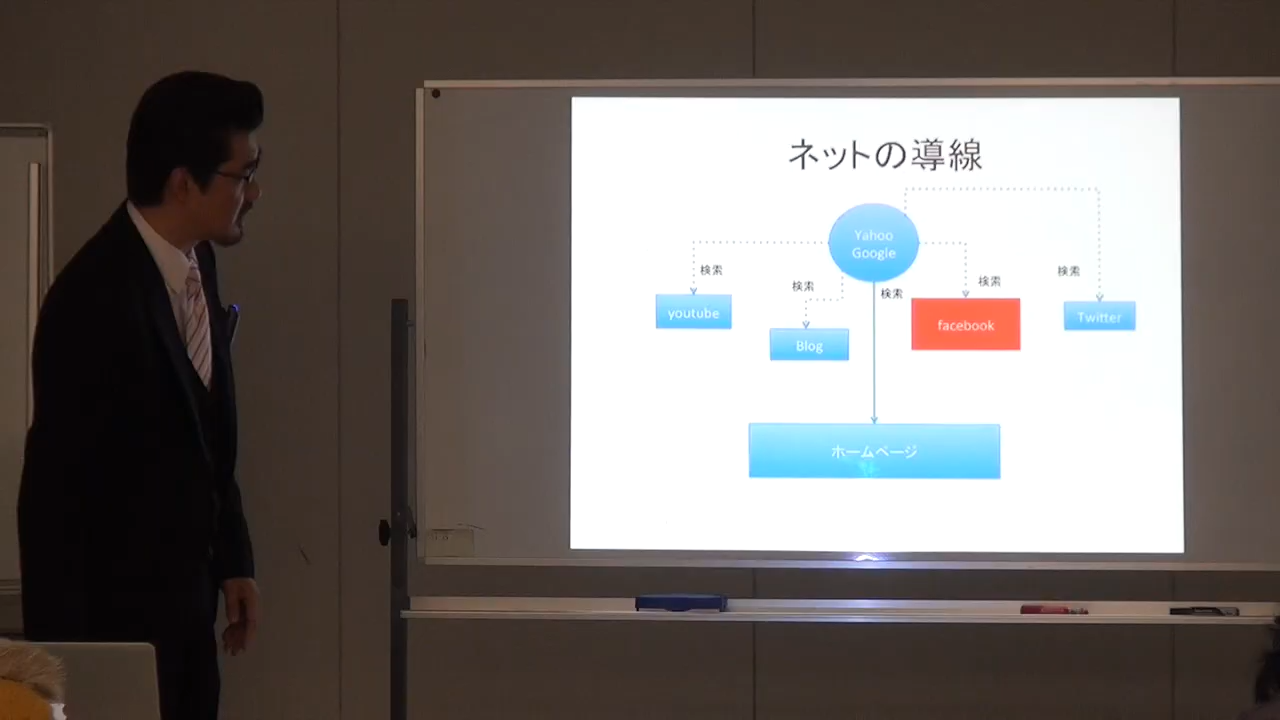 ネットの導線
Yahoo
Google
検索
検索
検索
検索
検索
youtube
Blog
facebook
Twitter
ホームページ